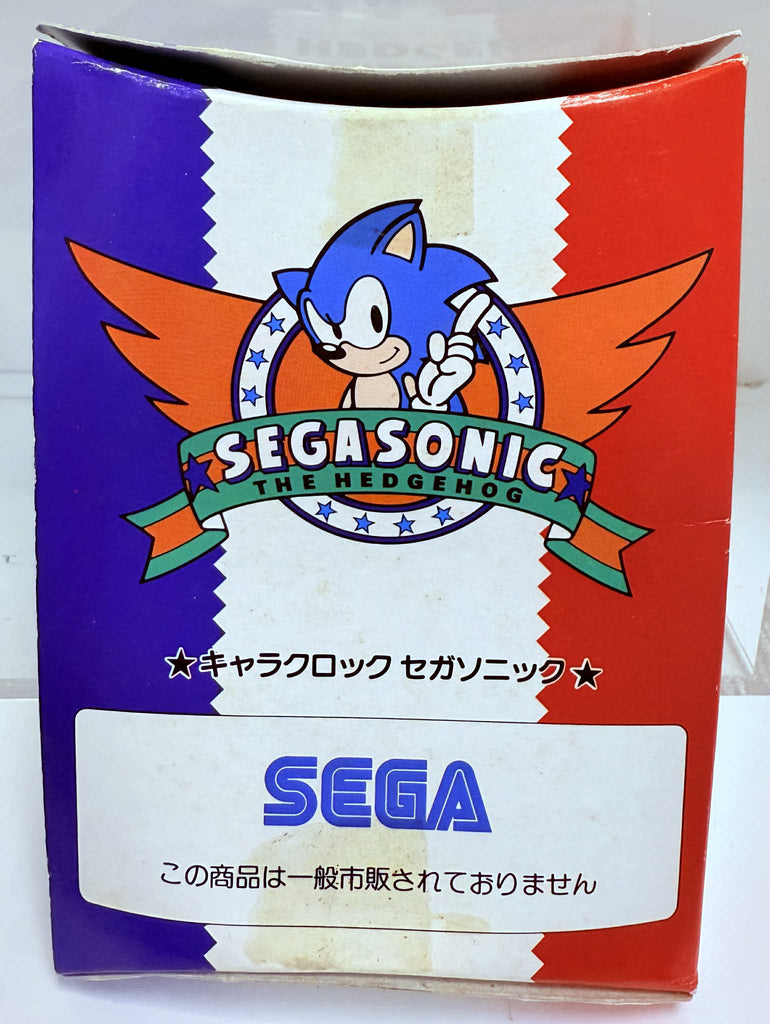 SEGASONIC
THE HEDGEHOG
★キャラクロック セガソニック★
SEGA
この商品は一般市販されておりません